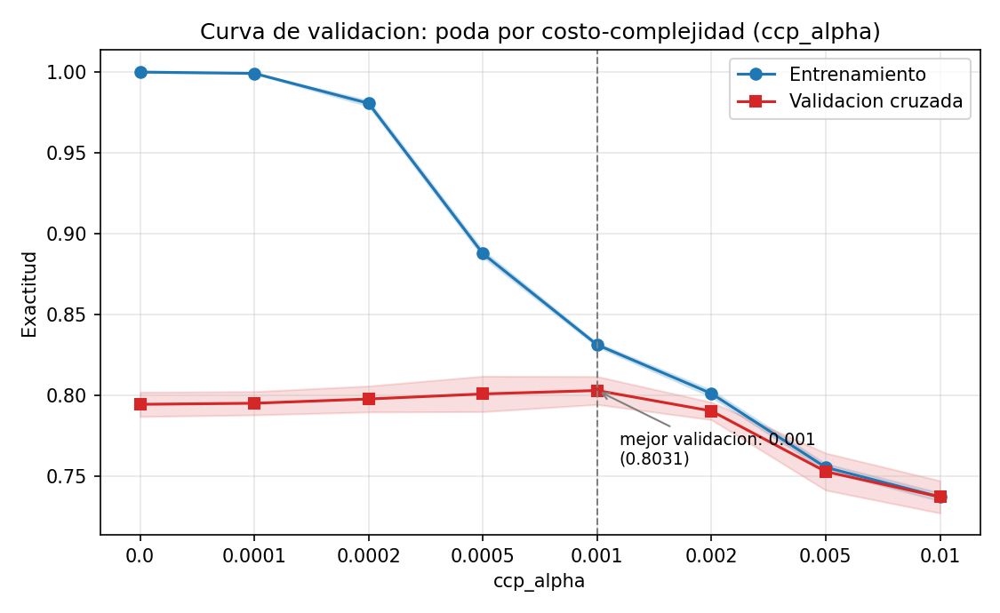 Curva de validacion: poda por costo-complejidad (ccp_alpha)
Entrenamiento
Validacion cruzada
1.00
0.95
0.90
0.85
0.80
0.75
Exactitud
mejor validacion: 0.001
(0.8031)
0.0 0.0001 0.0002 0.0005 0.001 0.002 0.005 0.01
ccp_alpha